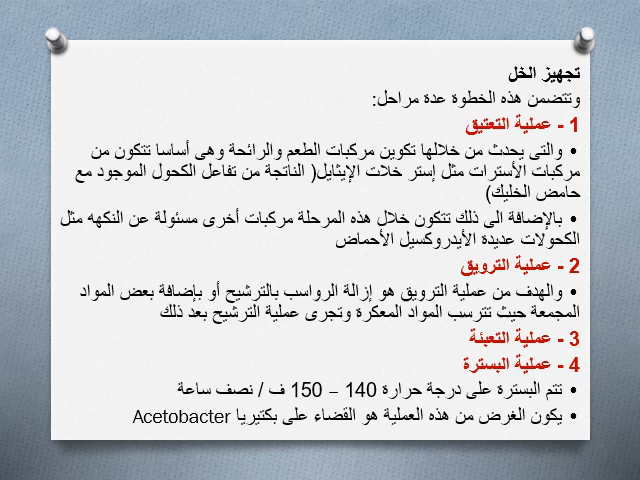 تجهيز الخل
وتتضمن هذه الخطوة عدة مراحل:
1 - عملية التعتيق
• والتى يحدث من خلالها تكوين مركبات الطعم والرائحة وهى أساسا تتكون من
مركبات الأسترات مثل إستر خلات الإيثايل( الناتجة من تفاعل الكحول الموجود مع
حامض الخليك)
• بالإضافة الى ذلك تتكون خلال هذه المرحلة مركبات أخرى مسئولة عن النكهه مثل
الكحولات عديدة الأيدروكسيل الأحماض
2 - عملية الترويق
• والهدف من عملية الترويق هو إزالة الرواسب بالترشيح أو بإضافة بعض المواد
المجمعة حيث تترسب المواد المعكرة وتجرى عملية الترشيح بعد ذلك
3 - عملية التعبئة
4 - عملية البسترة
• تتم البسترة على درجة حرارة 140 – 150 ف / نصف ساعة
• يكون الغرض من هذه العملية هو القضاء على بكتيريا Acetobacter